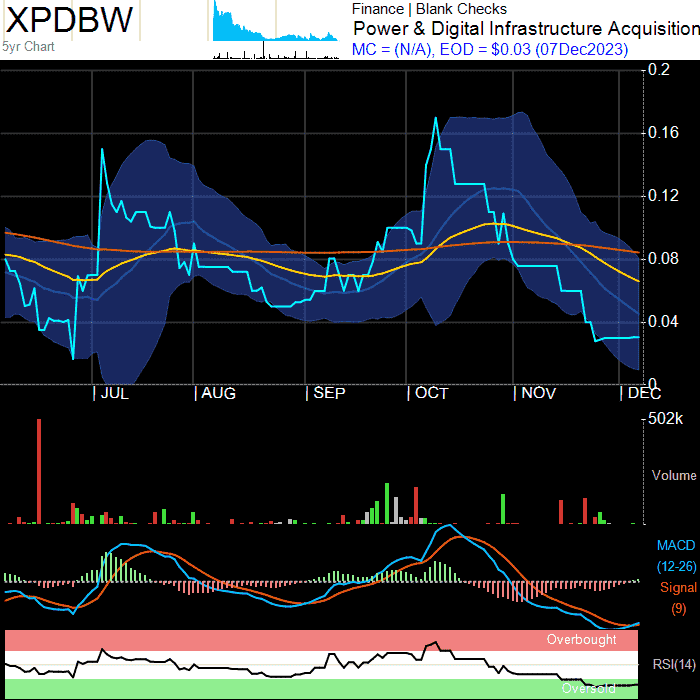 XPDBW
5yr Chart
Finance | Blank Checks
Power & Digital Infrastructure Acquisition
MC = (N/A), EOD = $0.03 (07Dec2023)
0.2
0.16
0.12
0.08
0.04
0
JUL
AUG
SEP
OCT
NOV
DEC
502k
Volume
MACD
(12-26)
Signal
(9)
Overbought
RSI(14)
Oversold